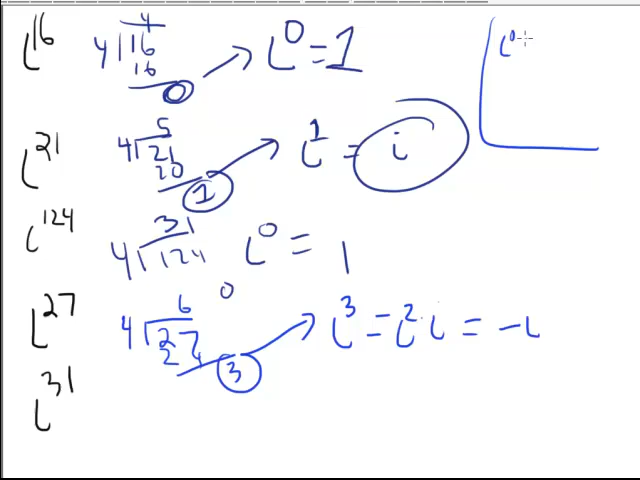 i^16 4 4⟌16 16 0 → i^0 = 1
i^0 =
i^21 5 4⟌21 20 1 → i^1 = i
i^124 31 4⟌124 0 i^0 = 1
i^27 6 4⟌27 24 3 → i^3 = i^2 · i = -i
i^31